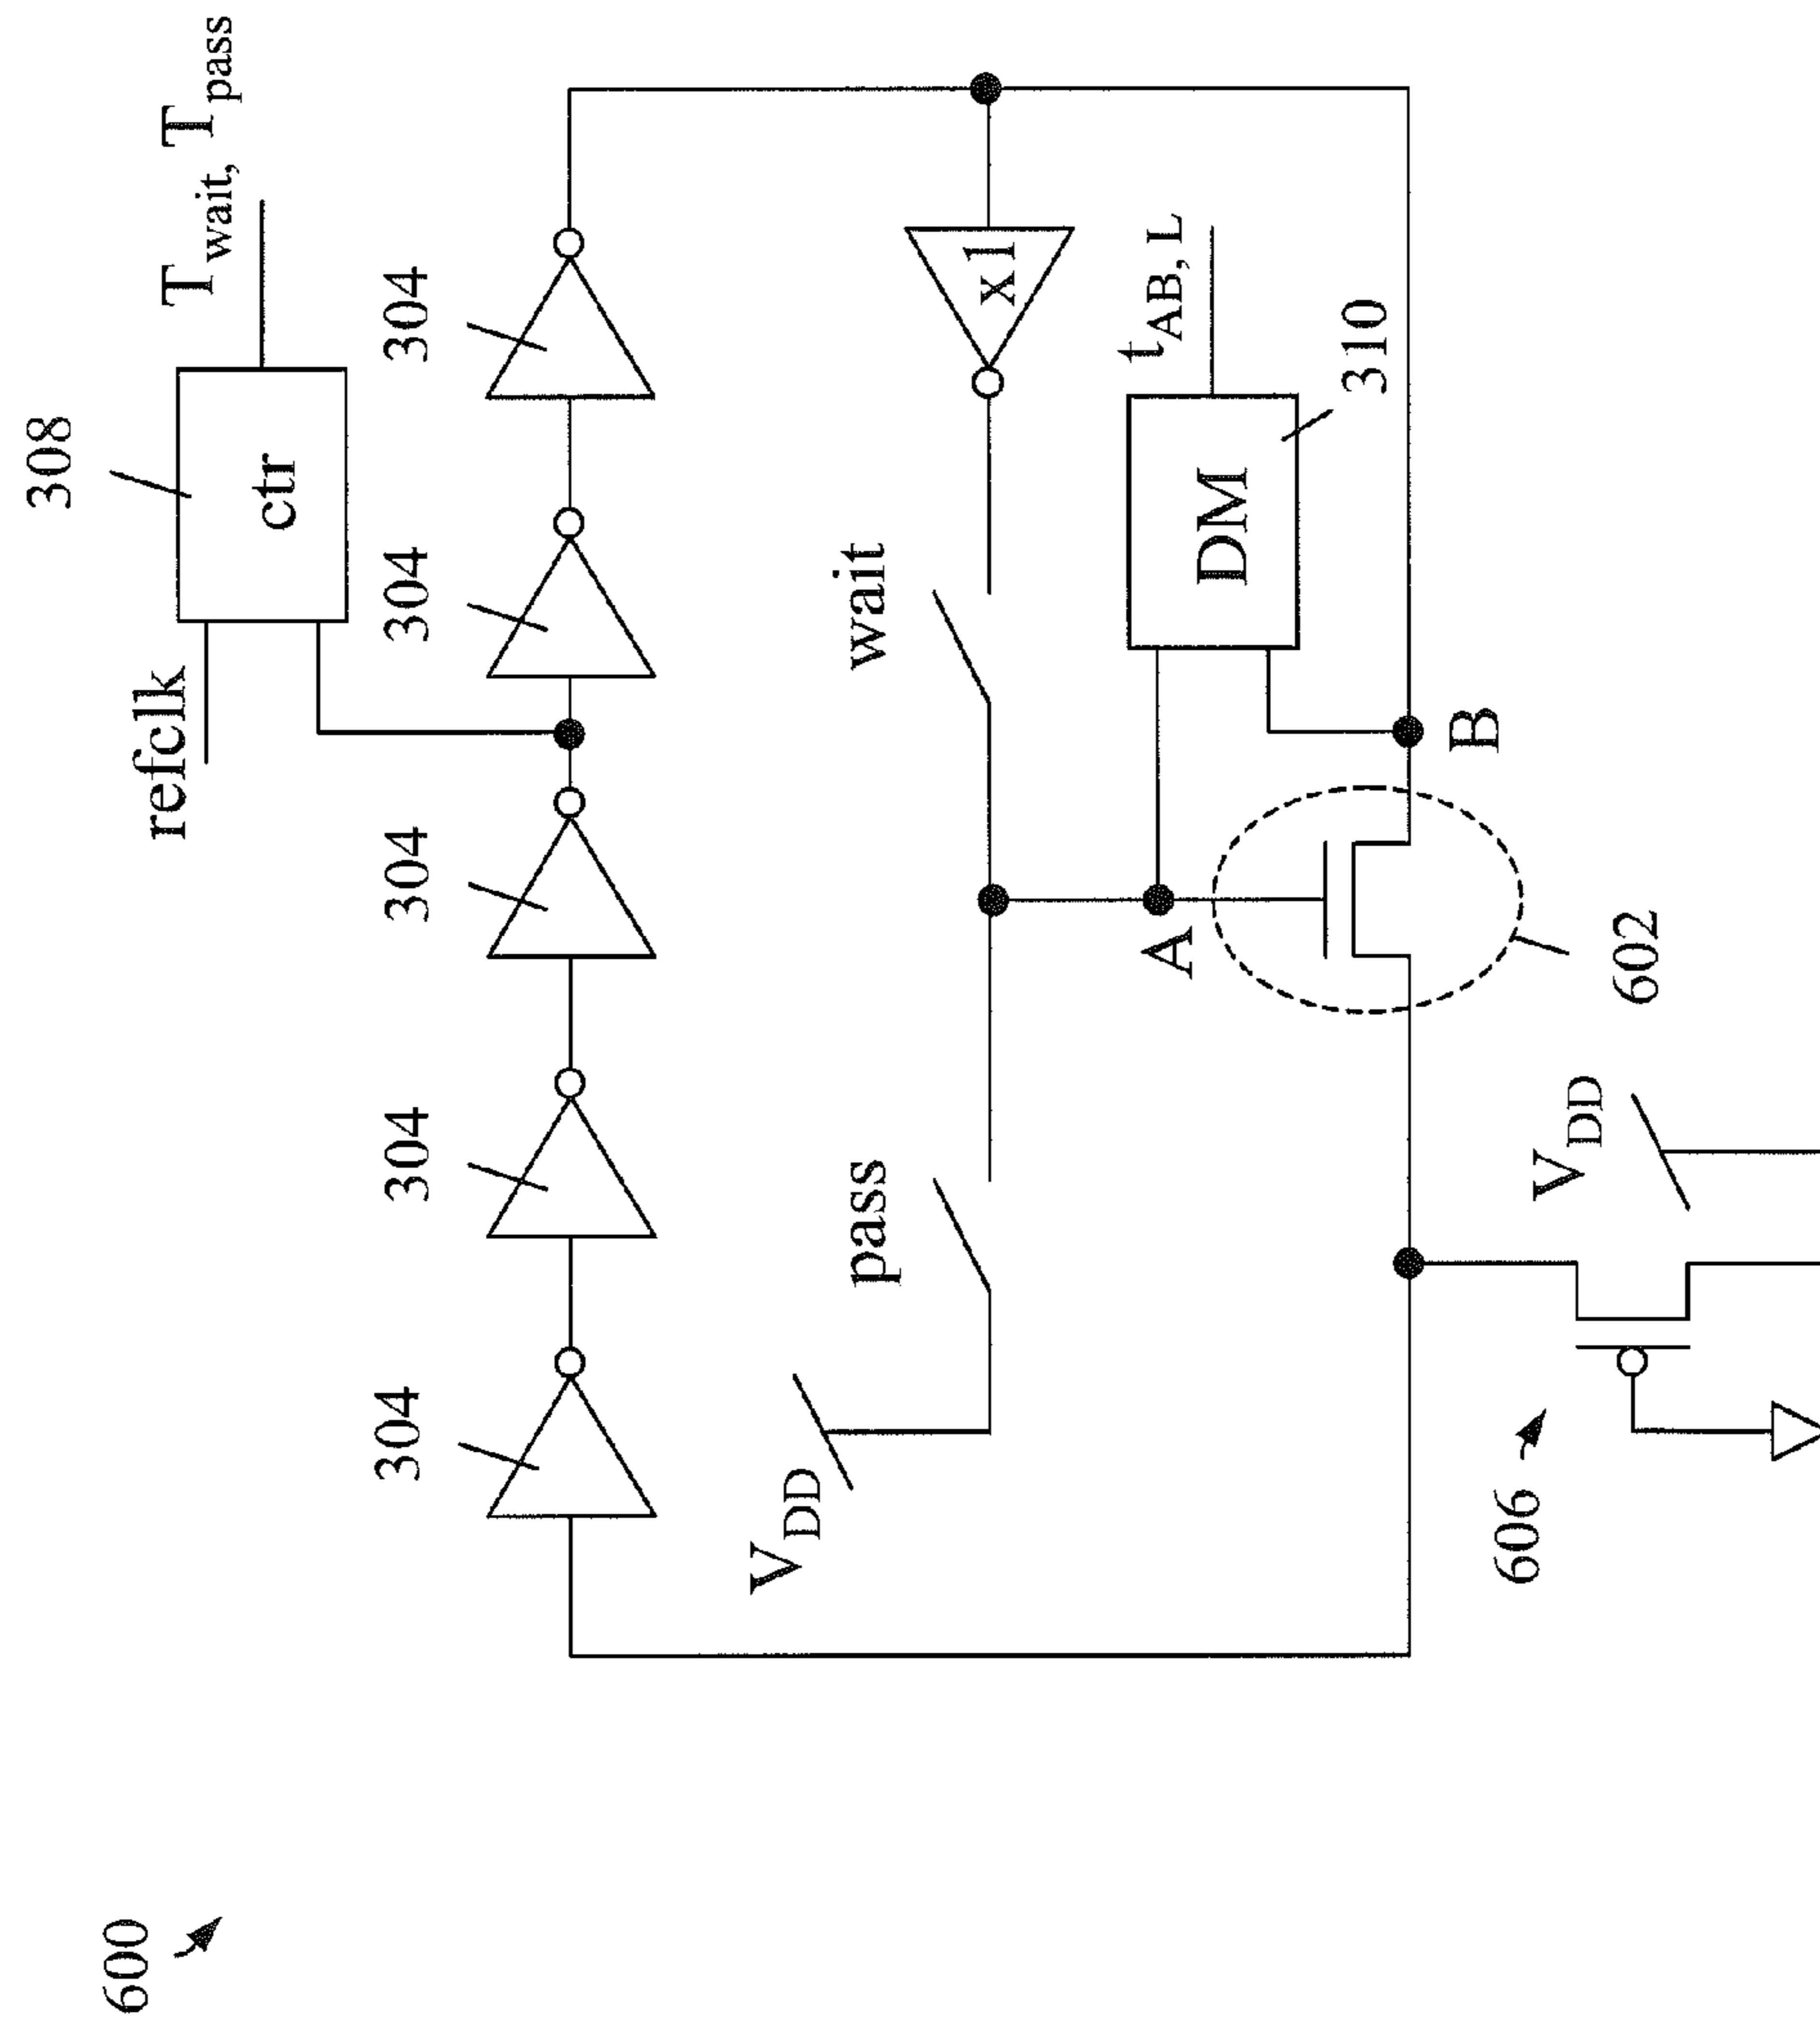 600
308
refclk
ctr
T_wait, T_pass
304
304
304
304
304
V_DD
pass
wait
x1
A
DM
t_AB, L
310
B
602
606
V_DD